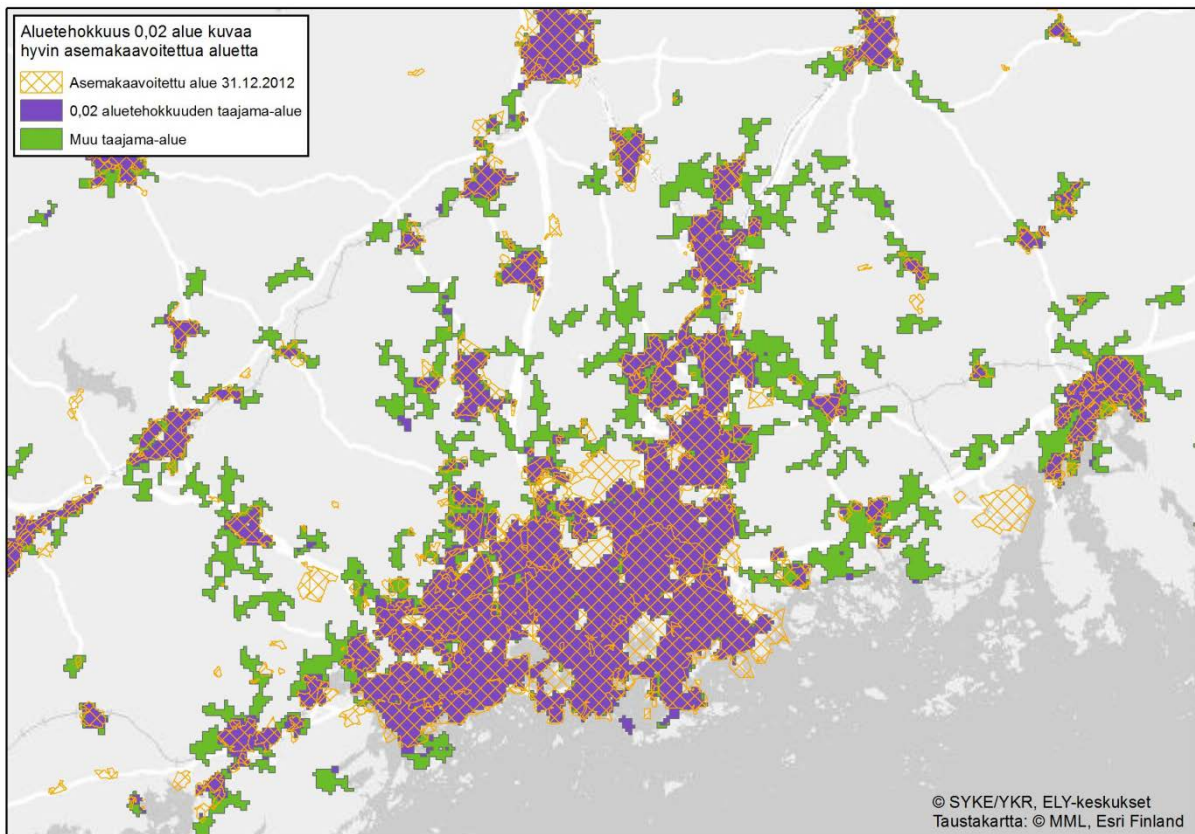 Aluetehokkuus 0,02 alue kuvaa
hyvin asemakaavoitettua aluetta
Asemakaavoitettu alue 31.12.2012
0,02 aluetehokkuuden taajama-alue
Muu taajama-alue
© SYKE/YKR, ELY-keskukset
Taustakartta: © MML, Esri Finland